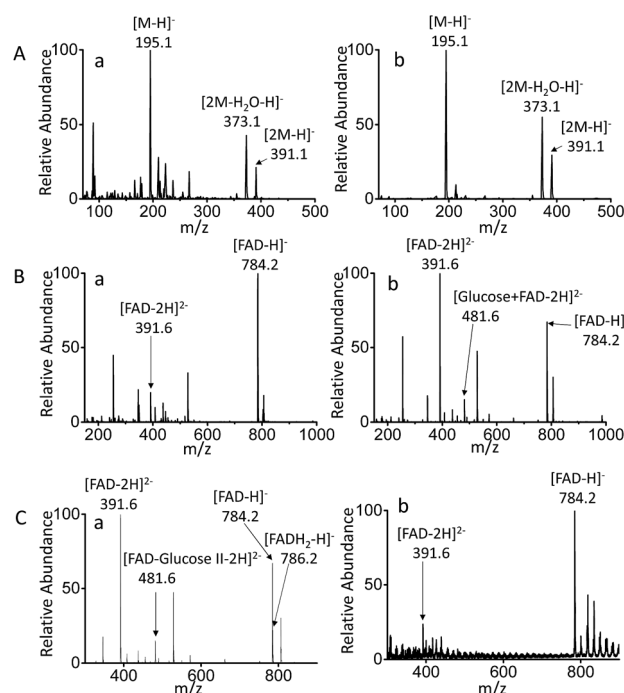 A
a
[M-H]⁻
195.1
[2M-H₂O-H]⁻
373.1
[2M-H]⁻
391.1
Relative Abundance
100
50
0
100 200 300 400 500
m/z
b
[M-H]⁻
195.1
[2M-H₂O-H]⁻
373.1
[2M-H]⁻
391.1
Relative Abundance
100
50
0
100 200 300 400 500
m/z
B
a
[FAD-H]⁻
784.2
[FAD-2H]²⁻
391.6
Relative Abundance
100
50
0
200 400 600 800 1000
m/z
b
[FAD-2H]²⁻
391.6
[Glucose+FAD-2H]²⁻
481.6
[FAD-H]
784.2
Relative Abundance
100
50
0
200 400 600 800 1000
m/z
C
a
[FAD-2H]²⁻
391.6
[FAD-H]⁻
784.2
[FADH₂-H]⁻
786.2
[FAD-Glucose II-2H]²⁻
481.6
Relative Abundance
100
50
0
400 600 800
m/z
b
[FAD-H]⁻
784.2
[FAD-2H]²⁻
391.6
Relative Abundance
100
50
0
400 600 800
m/z